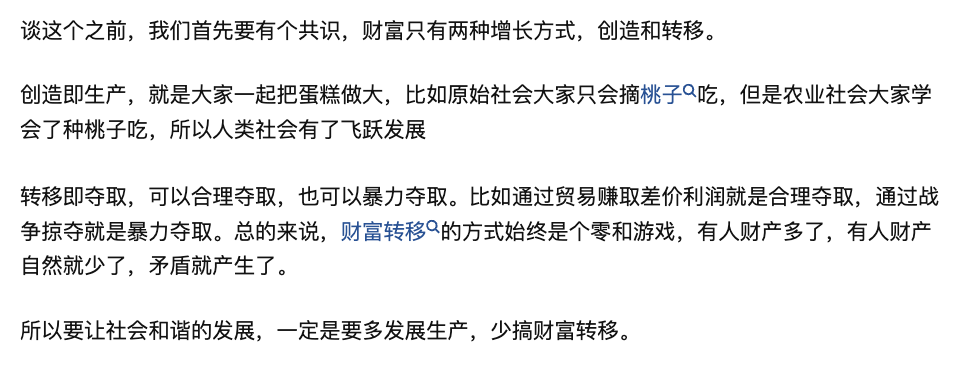 谈这个之前，我们首先要有个共识，财富只有两种增长方式，创造和转移。
创造即生产，就是大家一起把蛋糕做大，比如原始社会大家只会摘桃子吃，但是农业社会大家学
会了种桃子吃，所以人类社会有了飞跃发展
转移即夺取，可以合理夺取，也可以暴力夺取。比如通过贸易赚取差价利润就是合理夺取，通过战
争掠夺就是暴力夺取。总的来说，财富转移的方式始终是个零和游戏，有人财产多了，有人财产
自然就少了，矛盾就产生了。
所以要让社会和谐的发展，一定是要多发展生产，少搞财富转移。